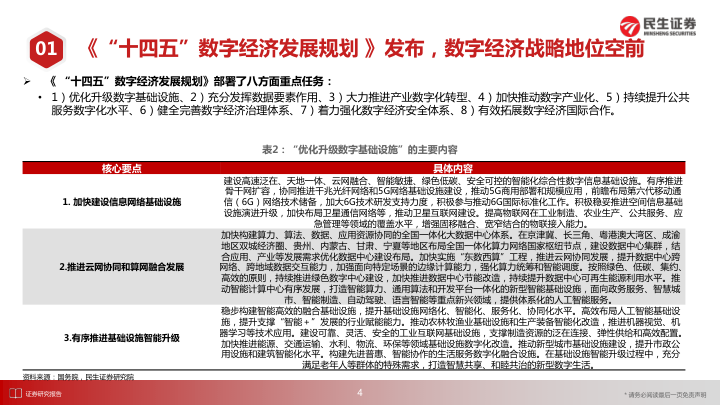 民生证券
MINSHENG SECURITIES
01
《“十四五”数字经济发展规划 》发布，数字经济战略地位空前
➢ 《 “十四五”数字经济发展规划》部署了八方面重点任务：
• 1）优化升级数字基础设施、2）充分发挥数据要素作用、3）大力推进产业数字化转型、4）加快推动数字产业化、5）持续提升公共
服务数字化水平、6）健全完善数字经济治理体系、7）着力强化数字经济安全体系、8）有效拓展数字经济国际合作。
表2：“优化升级数字基础设施”的主要内容
核心要点 具体内容
1. 加快建设信息网络基础设施
建设高速泛在、天地一体、云网融合、智能敏捷、绿色低碳、安全可控的智能化综合性数字信息基础设施。有序推进
骨干网扩容，协同推进千兆光纤网络和5G网络基础设施建设，推动5G商用部署和规模应用，前瞻布局第六代移动通
信（ 6G）网络技术储备，加大6G技术研发支持力度，积极参与推动6G国际标准化工作。积极稳妥推进空间信息基础
设施演进升级，加快布局卫星通信网络等，推动卫星互联网建设。提高物联网在工业制造、农业生产、公共服务、应
急管理等领域的覆盖水平，增强固移融合、宽窄结合的物联接入能力。
2.推进云网协同和算网融合发展
加快构建算力、算法、数据、应用资源协同的全国一体化大数据中心体系。在京津冀、长三角、粤港澳大湾区、成渝
地区双城经济圈、贵州、内蒙古、甘肃、宁夏等地区布局全国一体化算力网络国家枢纽节点，建设数据中心集群，结
合应用、产业等发展需求优化数据中心建设布局。加快实施“东数西算”工程，推进云网协同发展，提升数据中心跨
网络、跨地域数据交互能力，加强面向特定场景的边缘计算能力，强化算力统筹和智能调度。按照绿色、低碳、集约、
高效的原则，持续推进绿色数字中心建设，加快推进数据中心节能改造，持续提升数据中心可再生能源利用水平。推
动智能计算中心有序发展，打造智能算力、通用算法和开发平台一体化的新型智能基础设施，面向政务服务、智慧城
市、智能制造、自动驾驶、语言智能等重点新兴领域，提供体系化的人工智能服务。
3.有序推进基础设施智能升级
稳步构建智能高效的融合基础设施，提升基础设施网络化、智能化、服务化、协同化水平。高效布局人工智能基础设
施，提升支撑“智能＋”发展的行业赋能能力。推动农林牧渔业基础设施和生产装备智能化改造，推进机器视觉、机
器学习等技术应用。建设可靠、灵活、安全的工业互联网基础设施，支撑制造资源的泛在连接、弹性供给和高效配置。
加快推进能源、交通运输、水利、物流、环保等领域基础设施数字化改造。推动新型城市基础设施建设，提升市政公
用设施和建筑智能化水平。构建先进普惠、智能协作的生活服务数字化融合设施。在基础设施智能升级过程中，充分
满足老年人等群体的特殊需求，打造智慧共享、和睦共治的新型数字生活。
资料来源：国务院，民生证券研究院
证券研究报告
4
* 请务必阅读最后一页免责声明